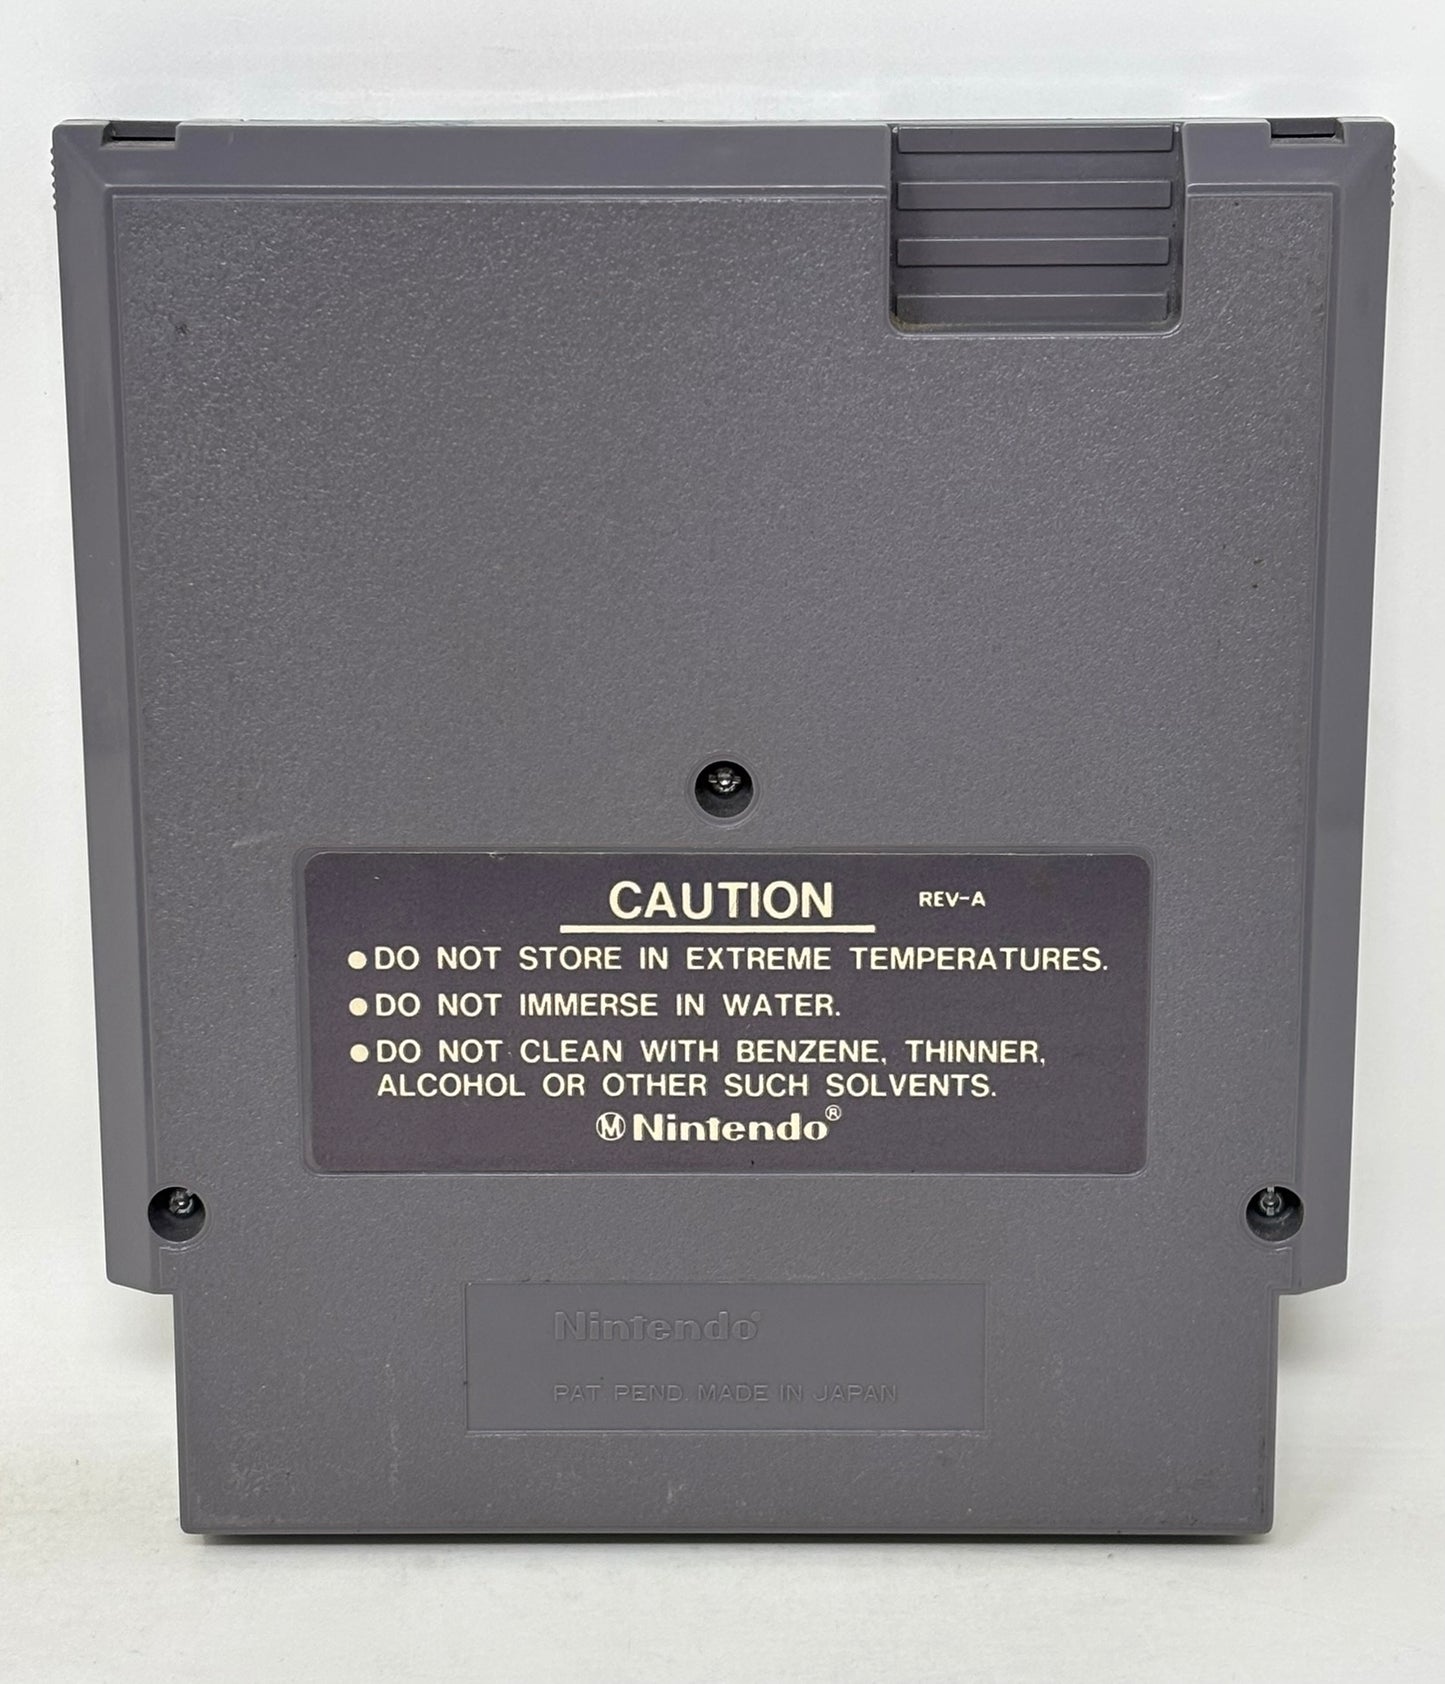 CAUTION REV-A
●DO NOT STORE IN EXTREME TEMPERATURES.
●DO NOT IMMERSE IN WATER.
●DO NOT CLEAN WITH BENZENE, THINNER,
ALCOHOL OR OTHER SUCH SOLVENTS.
Ⓜ Nintendo®
Nintendo®
PAT. PEND. MADE IN JAPAN